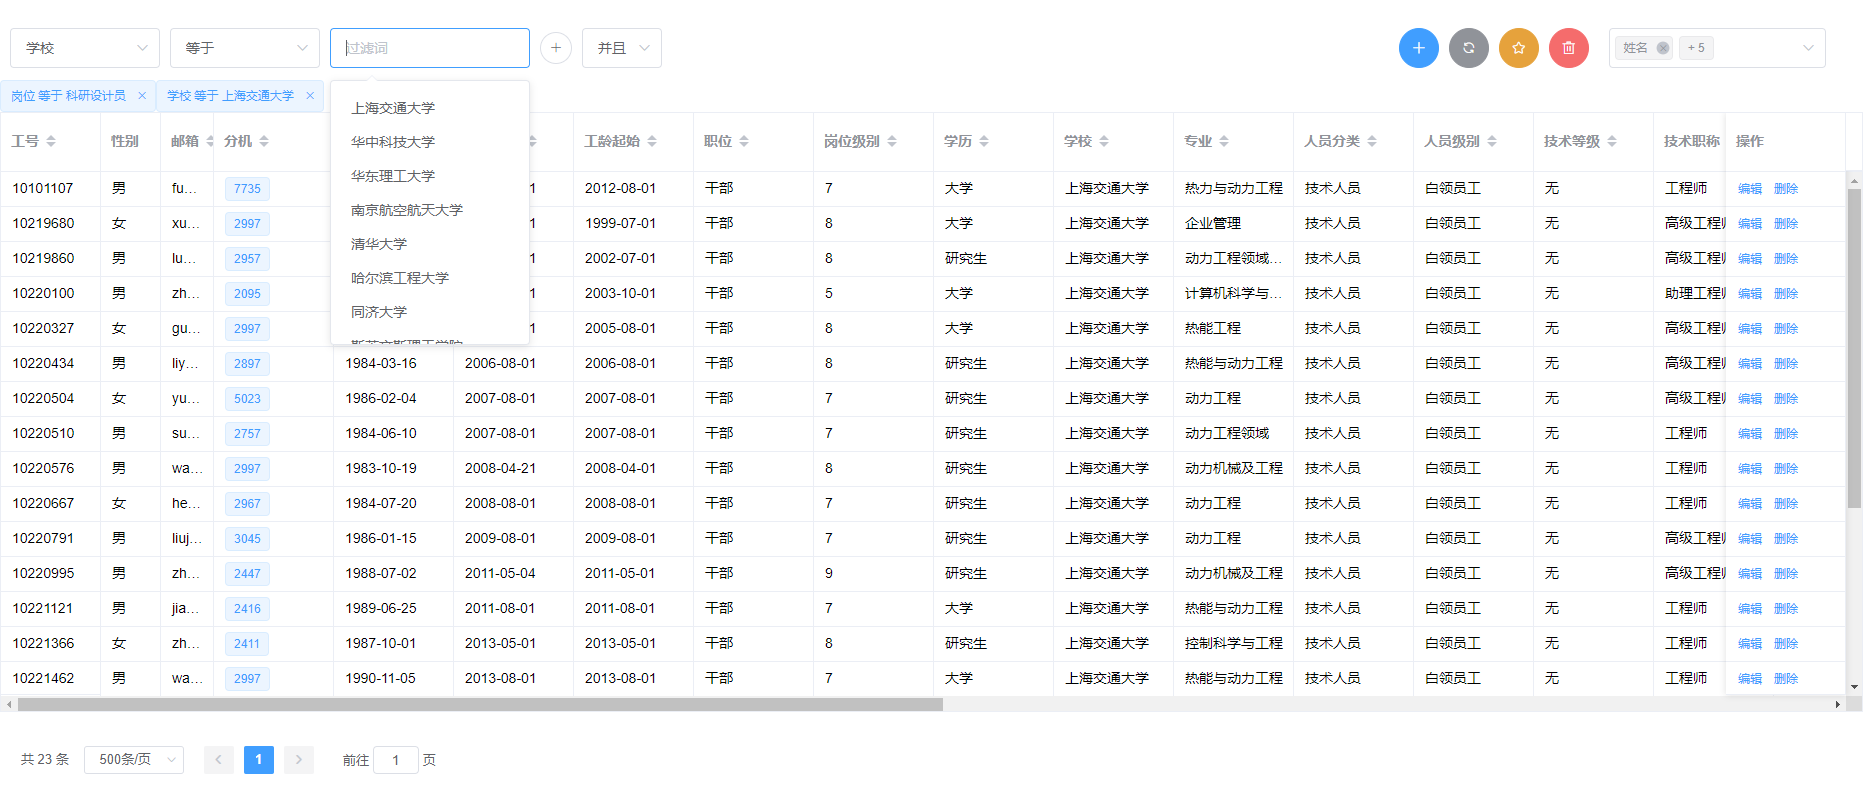 学校 等于 过滤词 并且 姓名 + 5
岗位 等于 科研设计员 学校 等于 上海交通大学
上海交通大学
华中科技大学
华东理工大学
南京航空航天大学
清华大学
哈尔滨工程大学
同济大学
工号 性别 邮箱 分机 工龄起始 职位 岗位级别 学历 学校 专业 人员分类 人员级别 技术等级 技术职称 操作
10101107 男 fu... 7735 1 2012-08-01 干部 7 大学 上海交通大学 热力与动力工程 技术人员 白领员工 无 工程师 编辑 删除
10219680 女 xu... 2997 1 1999-07-01 干部 8 大学 上海交通大学 企业管理 技术人员 白领员工 无 高级工程师 编辑 删除
10219860 男 lu... 2957 1 2002-07-01 干部 8 研究生 上海交通大学 动力工程领域... 技术人员 白领员工 无 高级工程师 编辑 删除
10220100 男 zh... 2095 1 2003-10-01 干部 5 大学 上海交通大学 计算机科学与... 技术人员 白领员工 无 助理工程师 编辑 删除
10220327 女 gu... 2997 1 2005-08-01 干部 8 大学 上海交通大学 热能工程 技术人员 白领员工 无 高级工程师 编辑 删除
10220434 男 liy... 2897 1984-03-16 2006-08-01 2006-08-01 干部 8 研究生 上海交通大学 热能与动力工程 技术人员 白领员工 无 高级工程师 编辑 删除
10220504 女 yu... 5023 1986-02-04 2007-08-01 2007-08-01 干部 7 研究生 上海交通大学 动力工程 技术人员 白领员工 无 高级工程师 编辑 删除
10220510 男 su... 2757 1984-06-10 2007-08-01 2007-08-01 干部 7 研究生 上海交通大学 动力工程领域 技术人员 白领员工 无 工程师 编辑 删除
10220576 男 wa... 2997 1983-10-19 2008-04-21 2008-04-01 干部 8 研究生 上海交通大学 动力机械及工程 技术人员 白领员工 无 工程师 编辑 删除
10220667 女 he... 2967 1984-07-20 2008-08-01 2008-08-01 干部 7 研究生 上海交通大学 动力工程 技术人员 白领员工 无 工程师 编辑 删除
10220791 男 liuj... 3045 1986-01-15 2009-08-01 2009-08-01 干部 7 研究生 上海交通大学 动力工程 技术人员 白领员工 无 高级工程师 编辑 删除
10220995 男 zh... 2447 1988-07-02 2011-05-04 2011-05-01 干部 9 研究生 上海交通大学 动力机械及工程 技术人员 白领员工 无 高级工程师 编辑 删除
10221121 男 jia... 2416 1989-06-25 2011-08-01 2011-08-01 干部 7 大学 上海交通大学 热能与动力工程 技术人员 白领员工 无 工程师 编辑 删除
10221366 女 zh... 2411 1987-10-01 2013-05-01 2013-05-01 干部 8 研究生 上海交通大学 控制科学与工程 技术人员 白领员工 无 工程师 编辑 删除
10221462 男 wa... 2997 1990-11-05 2013-08-01 2013-08-01 干部 7 大学 上海交通大学 热能与动力工程 技术人员 白领员工 无 工程师 编辑 删除
共 23 条 500条/页 1 前往 1 页